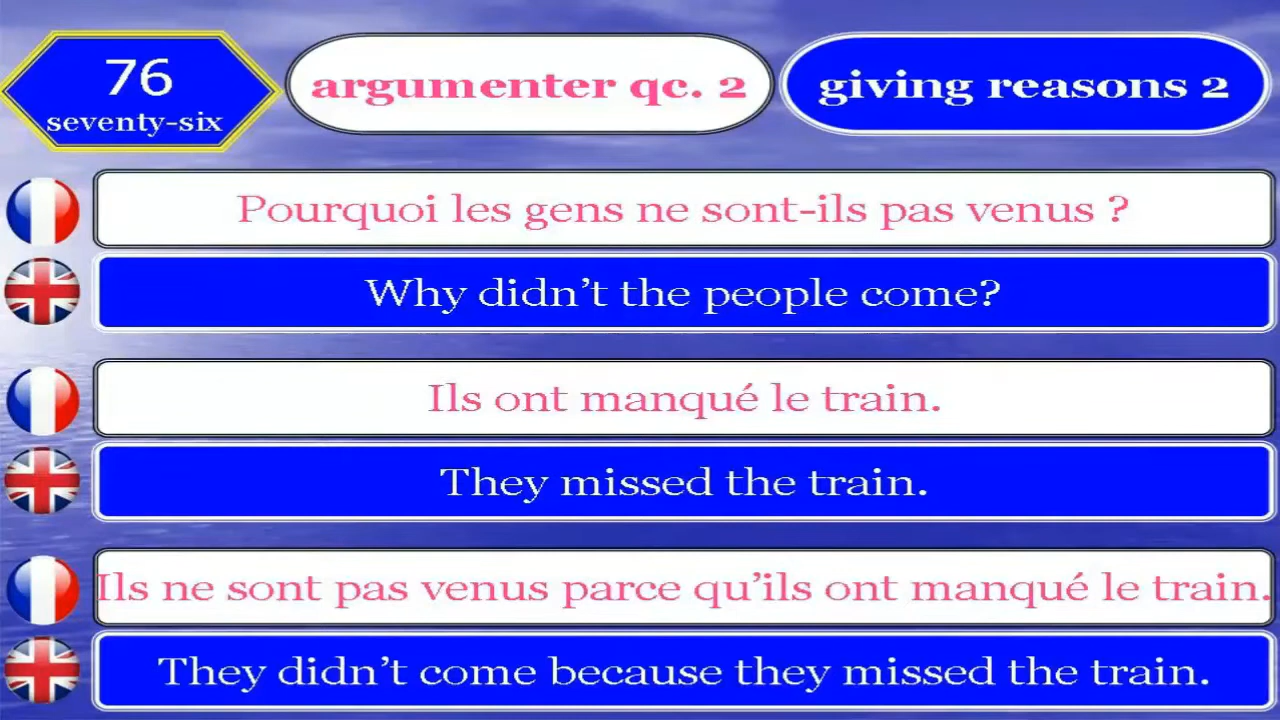 76
seventy-six
argumenter qc. 2
giving reasons 2
Pourquoi les gens ne sont-ils pas venus ?
Why didn’t the people come?
Ils ont manqué le train.
They missed the train.
Ils ne sont pas venus parce qu’ils ont manqué le train.
They didn’t come because they missed the train.